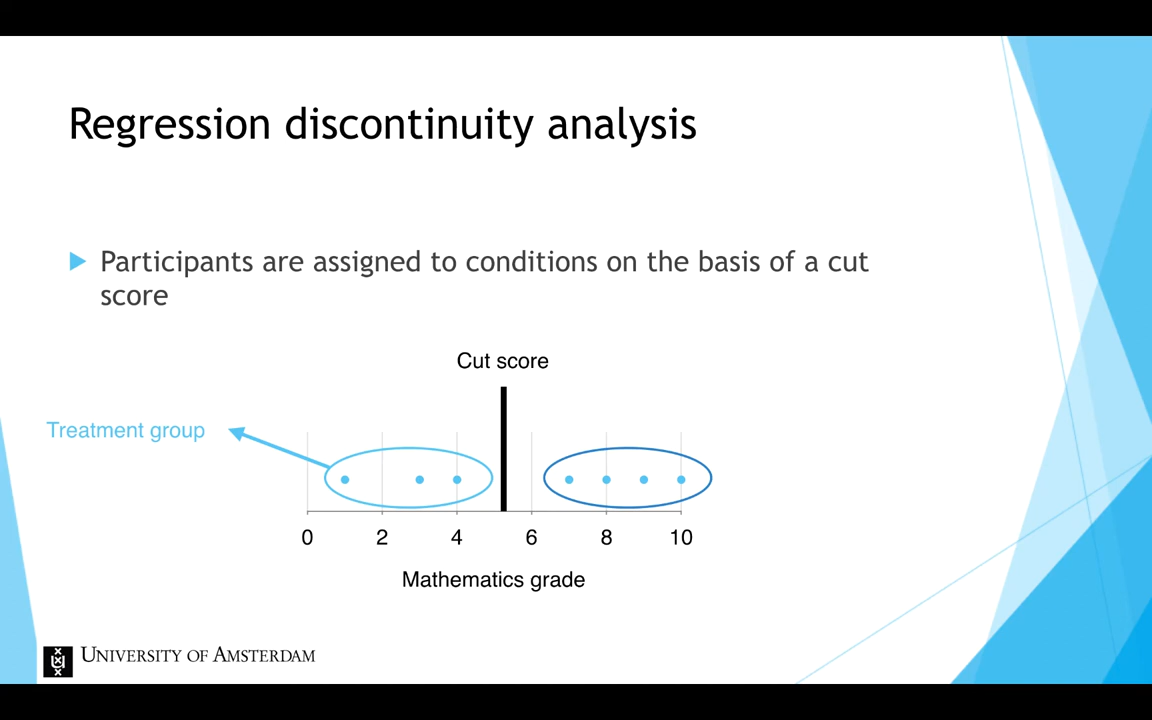 Regression discontinuity analysis
Participants are assigned to conditions on the basis of a cut
score
Cut score
Treatment group
0 2 4 6 8 10
Mathematics grade
UNIVERSITY OF AMSTERDAM